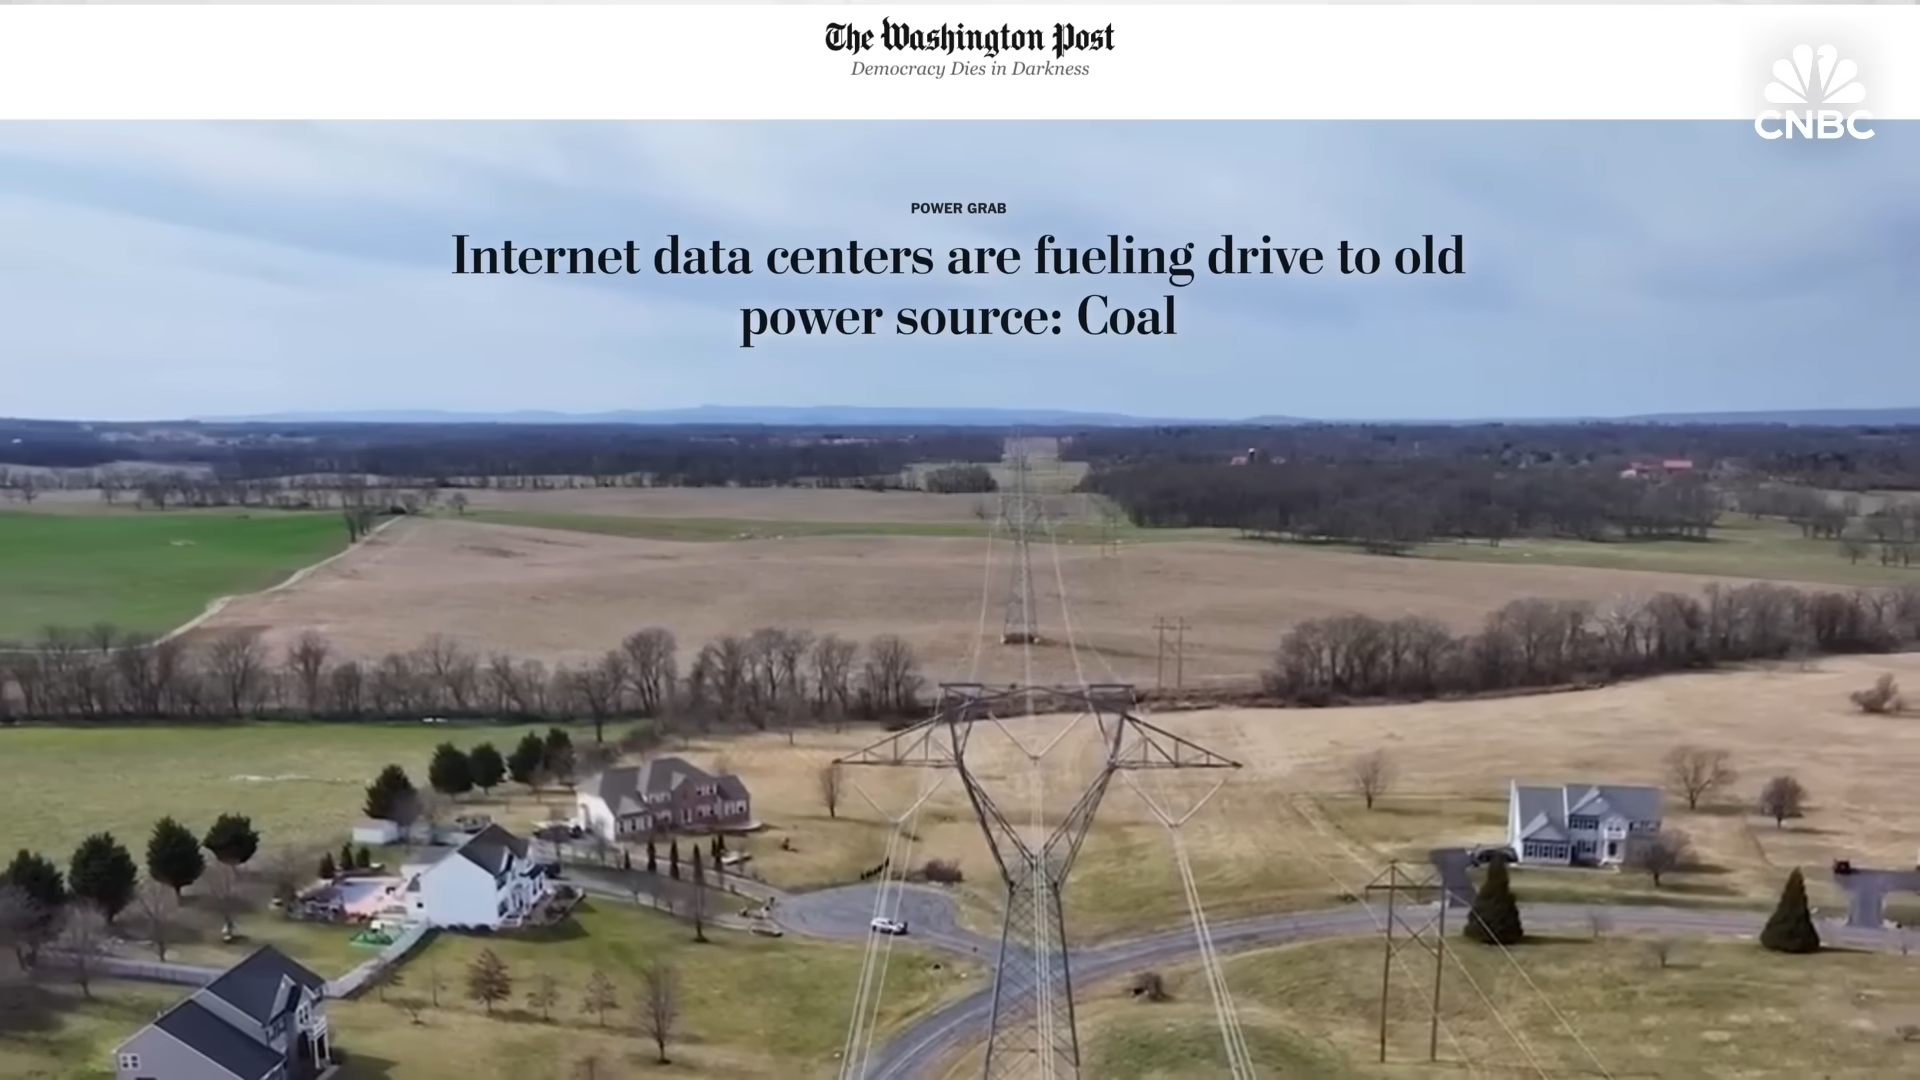 The Washington Post
Democracy Dies in Darkness
CNBC
POWER GRAB
Internet data centers are fueling drive to old
power source: Coal